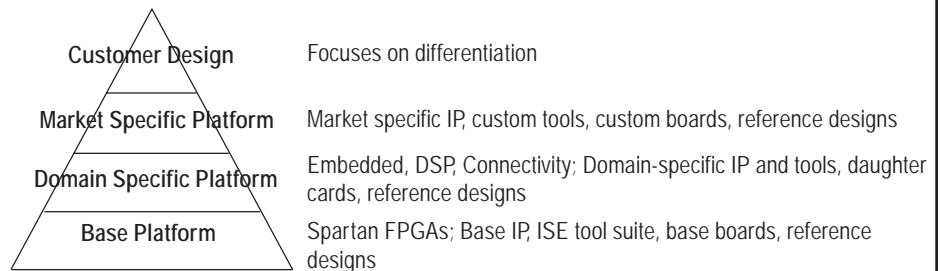 Customer Design
Focuses on differentiation
Market Specific Platform
Market specific IP, custom tools, custom boards, reference designs
Domain Specific Platform
Embedded, DSP, Connectivity; Domain-specific IP and tools, daughter
cards, reference designs
Base Platform
Spartan FPGAs; Base IP, ISE tool suite, base boards, reference
designs